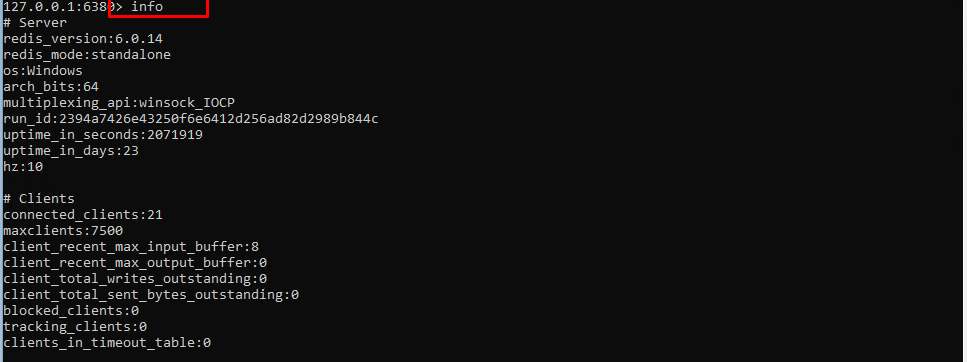 127.0.0.1:6380> info
# Server
redis_version:6.0.14
redis_mode:standalone
os:Windows
arch_bits:64
multiplexing_api:winsock_IOCP
run_id:2394a7426e43250f6e6412d256ad82d2989b844c
uptime_in_seconds:2071919
uptime_in_days:23
hz:10
# Clients
connected_clients:21
maxclients:7500
client_recent_max_input_buffer:8
client_recent_max_output_buffer:0
client_total_writes_outstanding:0
client_total_sent_bytes_outstanding:0
blocked_clients:0
tracking_clients:0
clients_in_timeout_table:0